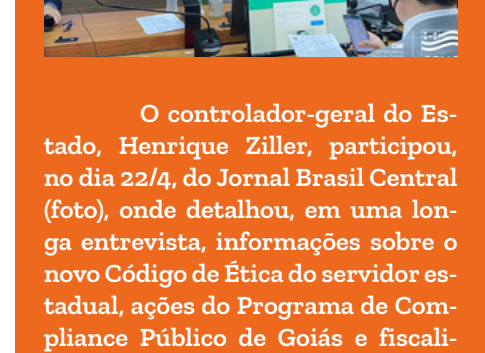 O controlador-geral do Es-
tado, Henrique Ziller, participou,
no dia 22/4, do Jornal Brasil Central
(foto), onde detalhou, em uma lon-
ga entrevista, informações sobre o
novo Código de Ética do servidor es-
tadual, ações do Programa de Com-
pliance Público de Goiás e fiscali-